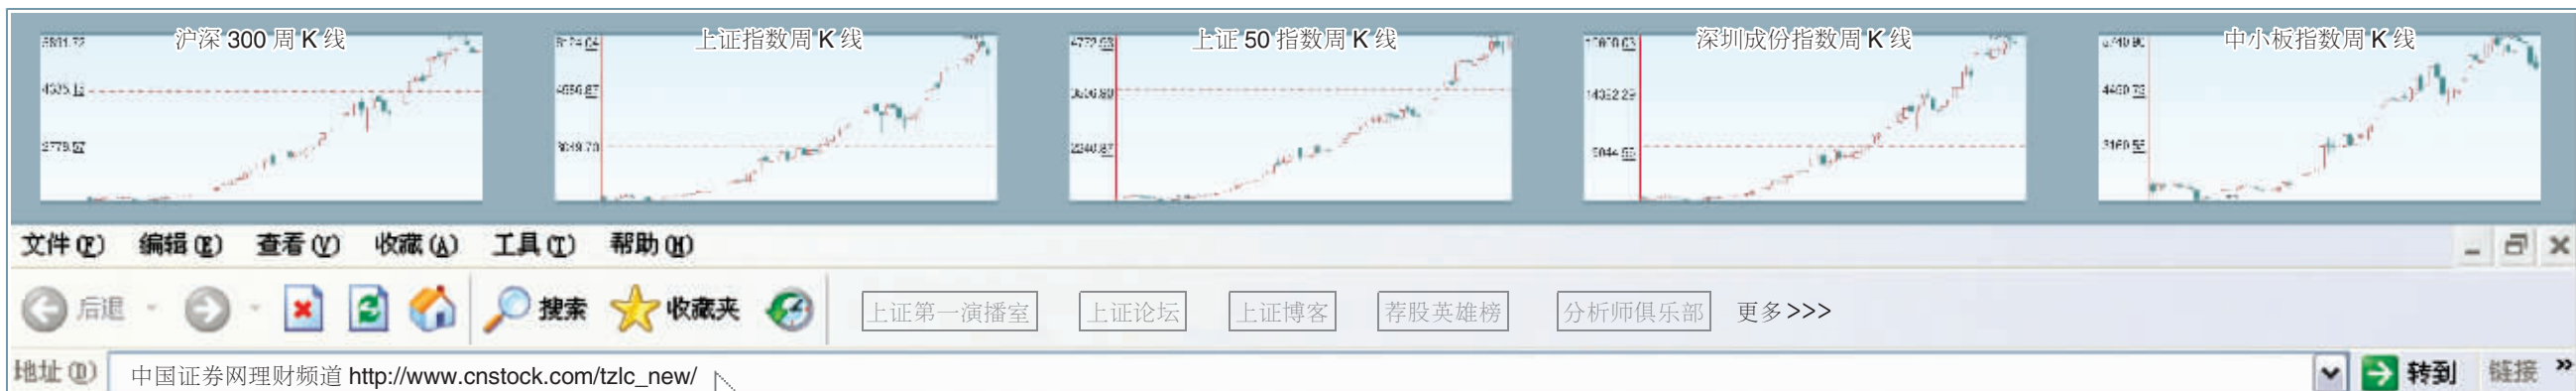 沪深 300 周 K 线
上证指数周 K 线
上证 50 指数周 K 线
深圳成份指数周 K 线
中小板指数周 K 线
文件(F) 编辑(E) 查看(V) 收藏(A) 工具(T) 帮助(H)
后退 搜索 收藏夹 上证第一演播室 上证论坛 上证博客 荐股英雄榜 分析师俱乐部 更多>>>
地址(D) 中国证券网理财频道 http://www.cnstock.com/tzlc_new/ 转到 链接 »